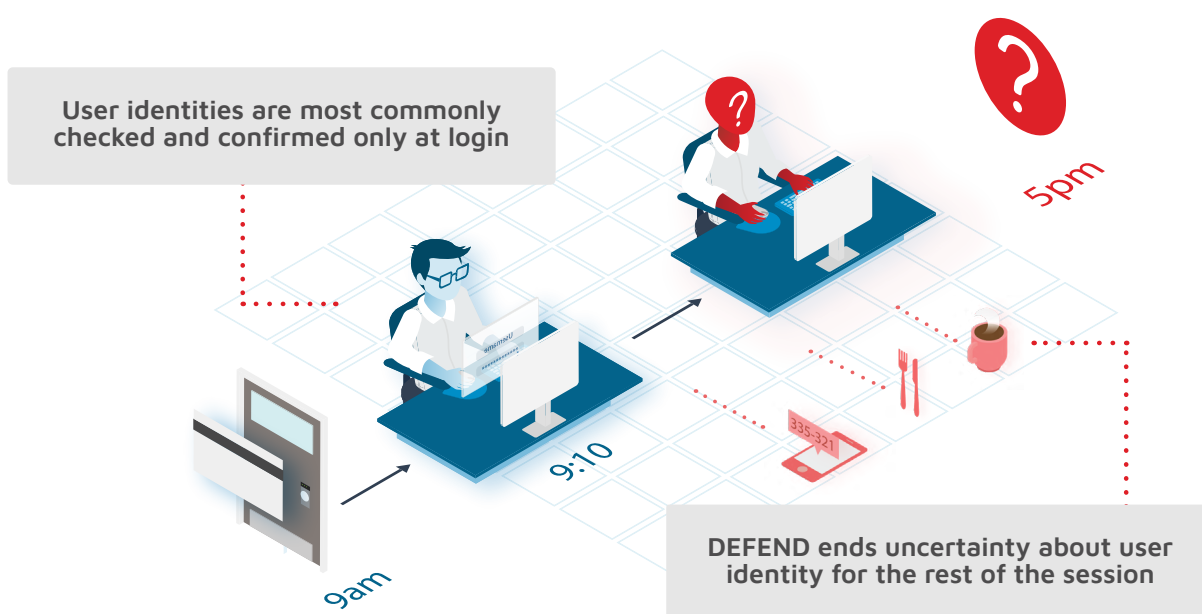 User identities are most commonly
checked and confirmed only at login
?
?
5pm
Username
335-321
9:10
9am
DEFEND ends uncertainty about user
identity for the rest of the session